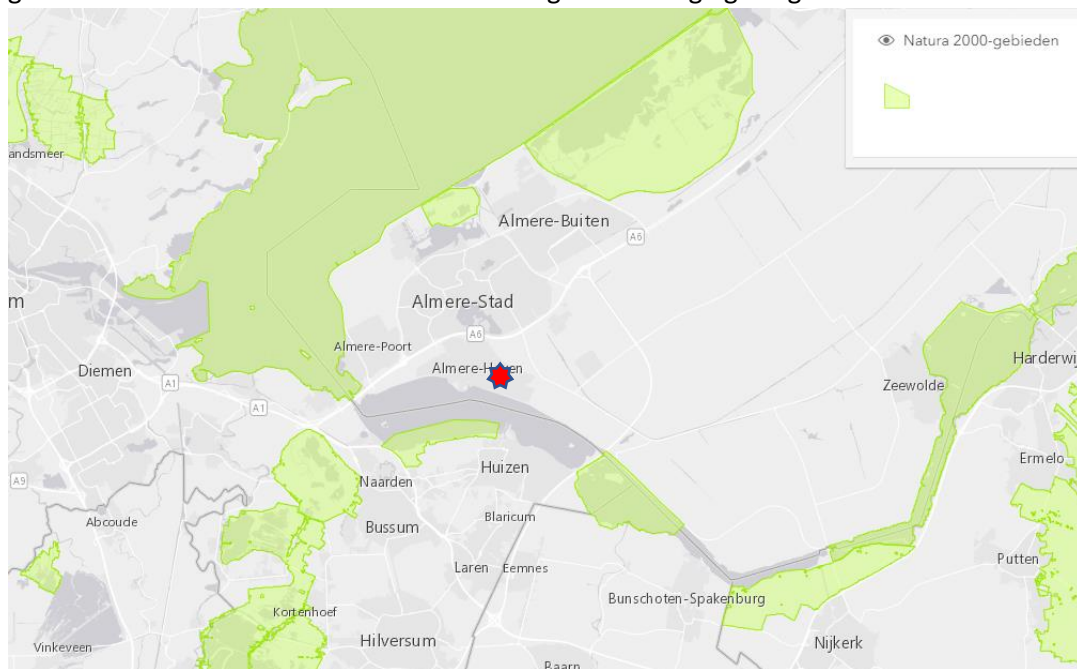 Natura 2000-gebieden
andsmeer
Almere-Buiten
A6
m
Almere-Stad
A6
Almere-Poort
Harderwij
Diemen
A1
Zeewolde
A1
Huizen
Ermelo
A9
Naarden
Abcoude
Bussum
Blaricum
Laren
Eemnes
Putten
Bunschoten-Spakenburg
Kortenhoef
Vinkeveen
Hilversum
Nijkerk
Baarn